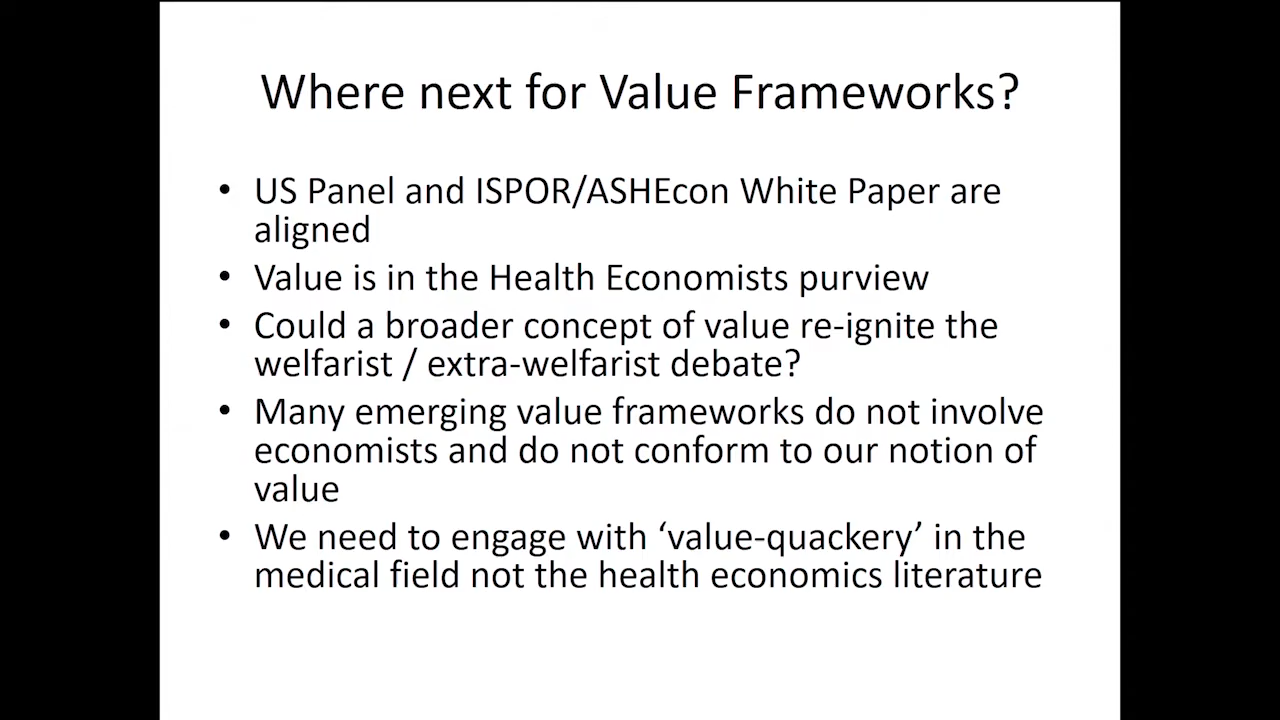 Where next for Value Frameworks?
• US Panel and ISPOR/ASHEcon White Paper are
aligned
• Value is in the Health Economists purview
• Could a broader concept of value re-ignite the
welfarist / extra-welfarist debate?
• Many emerging value frameworks do not involve
economists and do not conform to our notion of
value
• We need to engage with ‘value-quackery’ in the
medical field not the health economics literature